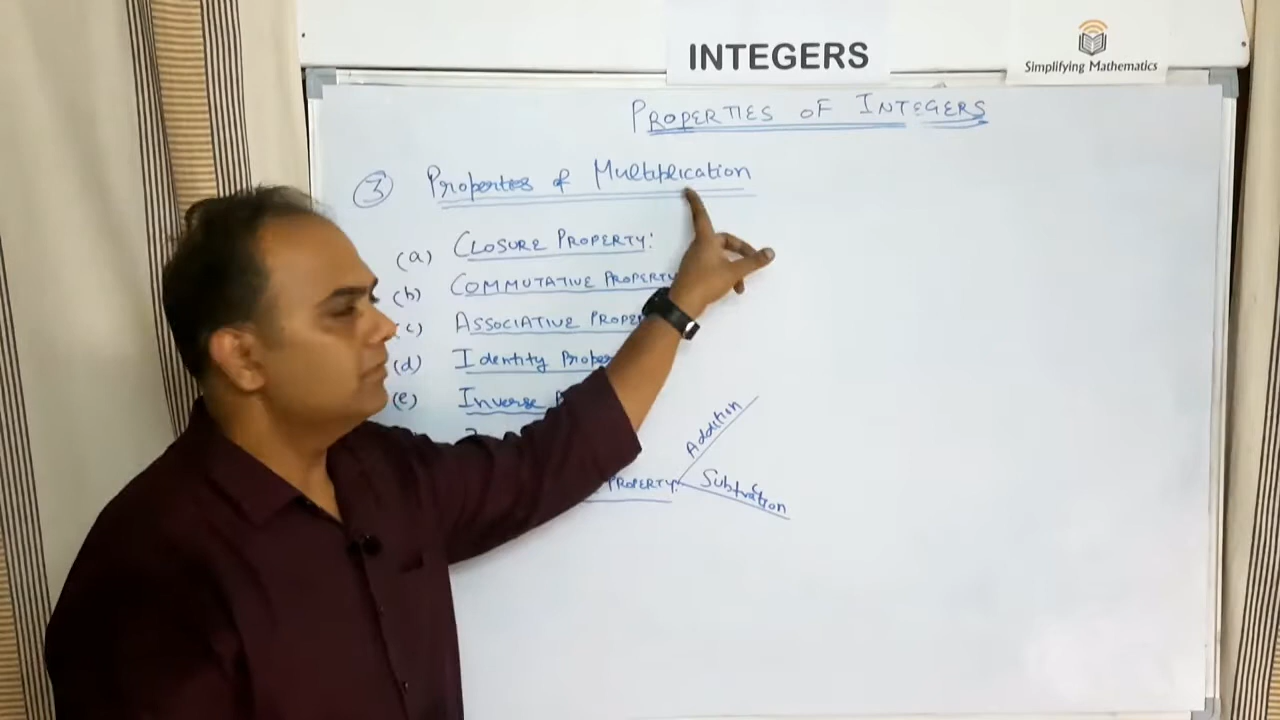 INTEGERS
Simplifying Mathematics
PROPERTIES OF INTEGERS
③ Properties of Multiplication
(a) CLOSURE PROPERTY:
(b) COMMUTATIVE PROPERTY
(c) ASSOCIATIVE PROPER
(d) Identity Proper
(e) Inverse P
Addition
PROPERTY:
Subtraction